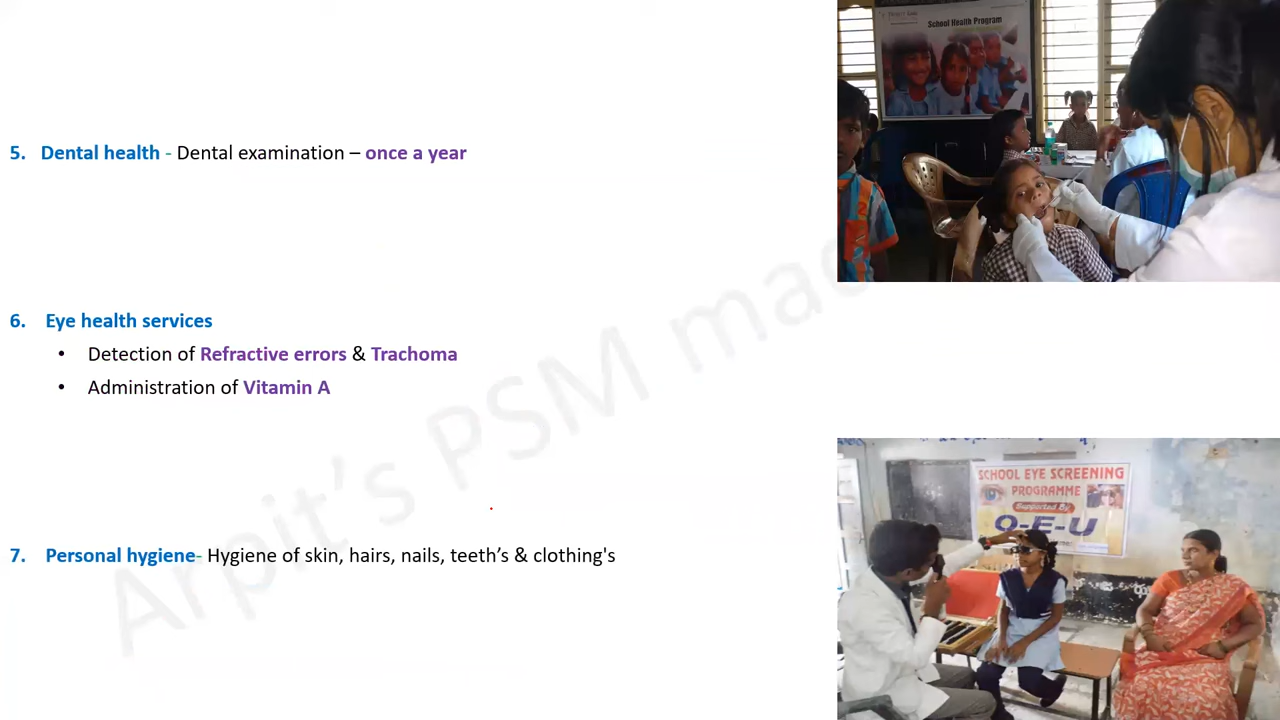 School Health Program
5. Dental health - Dental examination – once a year
6. Eye health services
• Detection of Refractive errors & Trachoma
• Administration of Vitamin A
SCHOOL EYE SCREENING
PROGRAMME
Supported By
O-E-U
7. Personal hygiene- Hygiene of skin, hairs, nails, teeth's & clothing's
Arpit's PSM mad